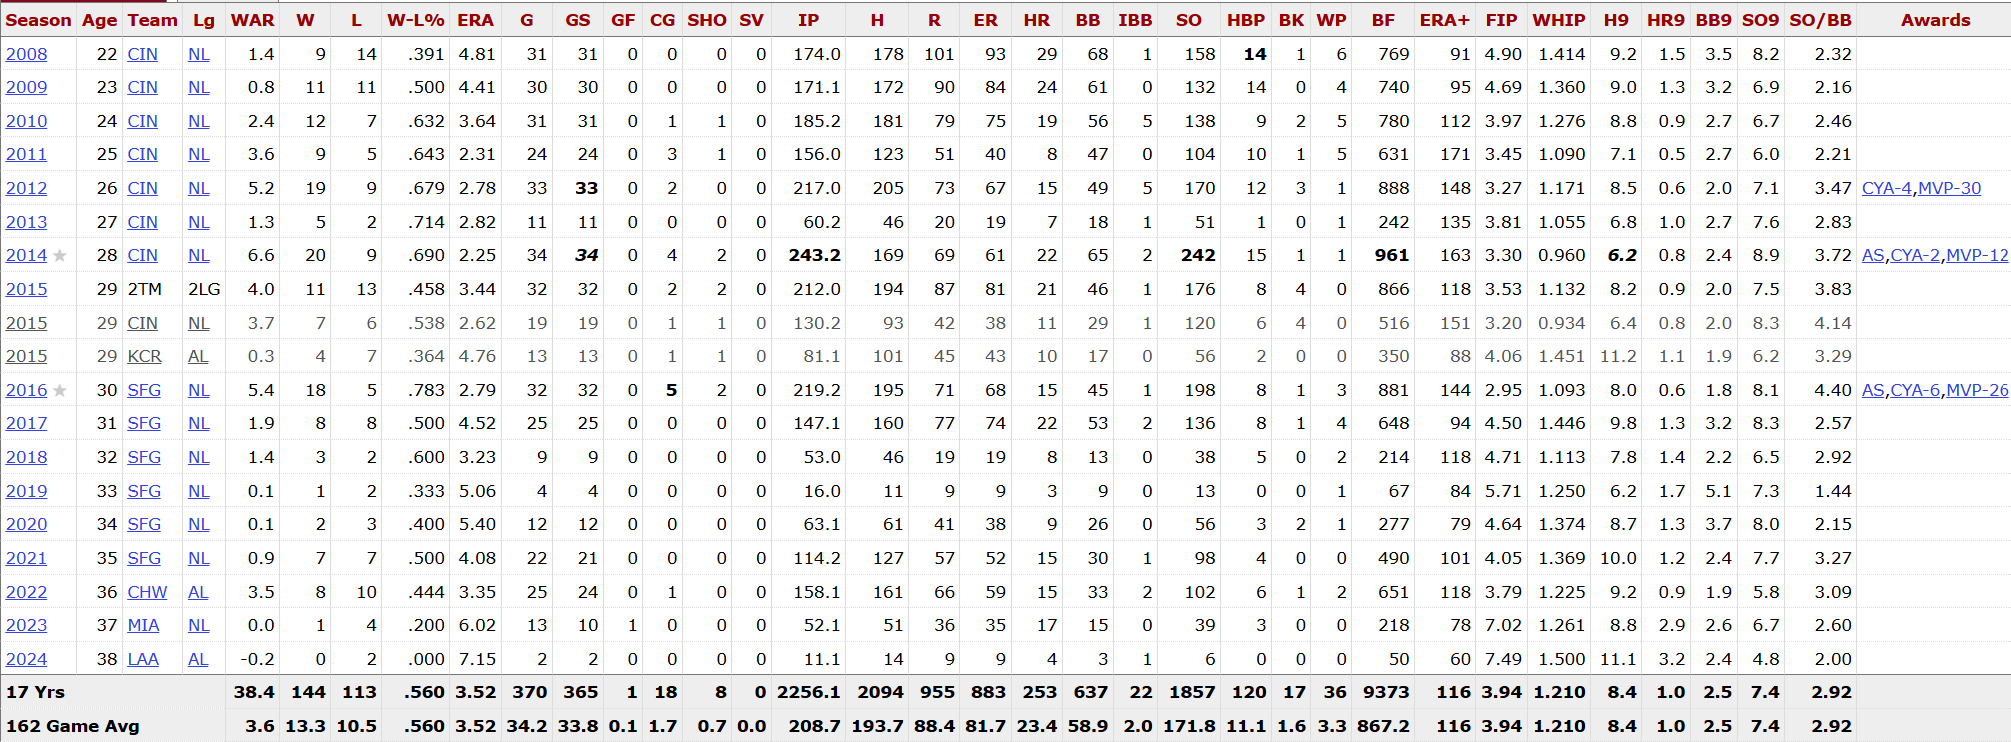 Season Age Team Lg WAR W L W-L% ERA G GS GF CG SHO SV IP H R ER HR BB IBB SO HBP BK WP BF ERA+ FIP WHIP H9 HR9 BB9 SO9 SO/BB Awards
2008 22 CIN NL 1.4 9 14 .391 4.81 31 31 0 0 0 0 174.0 178 101 93 29 68 1 158 14 1 6 769 91 4.90 1.414 9.2 1.5 3.5 8.2 2.32
2009 23 CIN NL 0.8 11 11 .500 4.41 30 30 0 0 0 0 171.1 172 90 84 24 61 0 132 14 0 4 740 95 4.69 1.360 9.0 1.3 3.2 6.9 2.16
2010 24 CIN NL 2.4 12 7 .632 3.64 31 31 0 1 1 0 185.2 181 79 75 19 56 5 138 9 2 5 780 112 3.97 1.276 8.8 0.9 2.7 6.7 2.46
2011 25 CIN NL 3.6 9 5 .643 2.31 24 24 0 3 1 0 156.0 123 51 40 8 47 0 104 10 1 5 631 171 3.45 1.090 7.1 0.5 2.7 6.0 2.21
2012 26 CIN NL 5.2 19 9 .679 2.78 33 33 0 2 0 0 217.0 205 73 67 15 49 5 170 12 3 1 888 148 3.27 1.171 8.5 0.6 2.0 7.1 3.47 CYA-4,MVP-30
2013 27 CIN NL 1.3 5 2 .714 2.82 11 11 0 0 0 0 60.2 46 20 19 7 18 1 51 1 0 1 242 135 3.81 1.055 6.8 1.0 2.7 7.6 2.83
2014 ★ 28 CIN NL 6.6 20 9 .690 2.25 34 34 0 4 2 0 243.2 169 69 61 22 65 2 242 15 1 1 961 163 3.30 0.960 6.2 0.8 2.4 8.9 3.72 AS,CYA-2,MVP-12
2015 29 2TM 2LG 4.0 11 13 .458 3.44 32 32 0 2 2 0 212.0 194 87 81 21 46 1 176 8 4 0 866 118 3.53 1.132 8.2 0.9 2.0 7.5 3.83
2015 29 CIN NL 3.7 7 6 .538 2.62 19 19 0 1 1 0 130.2 93 42 38 11 29 1 120 6 4 0 516 151 3.20 0.934 6.4 0.8 2.0 8.3 4.14
2015 29 KCR AL 0.3 4 7 .364 4.76 13 13 0 1 1 0 81.1 101 45 43 10 17 0 56 2 0 0 350 88 4.06 1.451 11.2 1.1 1.9 6.2 3.29
2016 ★ 30 SFG NL 5.4 18 5 .783 2.79 32 32 0 5 2 0 219.2 195 71 68 15 45 1 198 8 1 3 881 144 2.95 1.093 8.0 0.6 1.8 8.1 4.40 AS,CYA-6,MVP-26
2017 31 SFG NL 1.9 8 8 .500 4.52 25 25 0 0 0 0 147.1 160 77 74 22 53 2 136 8 1 4 648 94 4.50 1.446 9.8 1.3 3.2 8.3 2.57
2018 32 SFG NL 1.4 3 2 .600 3.23 9 9 0 0 0 0 53.0 46 19 19 8 13 0 38 5 0 2 214 118 4.71 1.113 7.8 1.4 2.2 6.5 2.92
2019 33 SFG NL 0.1 1 2 .333 5.06 4 4 0 0 0 0 16.0 11 9 9 3 9 0 13 0 0 1 67 84 5.71 1.250 6.2 1.7 5.1 7.3 1.44
2020 34 SFG NL 0.1 2 3 .400 5.40 12 12 0 0 0 0 63.1 61 41 38 9 26 0 56 3 2 1 277 79 4.64 1.374 8.7 1.3 3.7 8.0 2.15
2021 35 SFG NL 0.9 7 7 .500 4.08 22 21 0 0 0 0 114.2 127 57 52 15 30 1 98 4 0 0 490 101 4.05 1.369 10.0 1.2 2.4 7.7 3.27
2022 36 CHW AL 3.5 8 10 .444 3.35 25 24 0 1 0 0 158.1 161 66 59 15 33 2 102 6 1 2 651 118 3.79 1.225 9.2 0.9 1.9 5.8 3.09
2023 37 MIA NL 0.0 1 4 .200 6.02 13 10 1 0 0 0 52.1 51 36 35 17 15 0 39 3 0 0 218 78 7.02 1.261 8.8 2.9 2.6 6.7 2.60
2024 38 LAA AL -0.2 0 2 .000 7.15 2 2 0 0 0 0 11.1 14 9 9 4 3 1 6 0 0 0 50 60 7.49 1.500 11.1 3.2 2.4 4.8 2.00
17 Yrs 38.4 144 113 .560 3.52 370 365 1 18 8 0 2256.1 2094 955 883 253 637 22 1857 120 17 36 9373 116 3.94 1.210 8.4 1.0 2.5 7.4 2.92
162 Game Avg 3.6 13.3 10.5 .560 3.52 34.2 33.8 0.1 1.7 0.7 0.0 208.7 193.7 88.4 81.7 23.4 58.9 2.0 171.8 11.1 1.6 3.3 867.2 116 3.94 1.210 8.4 1.0 2.5 7.4 2.92